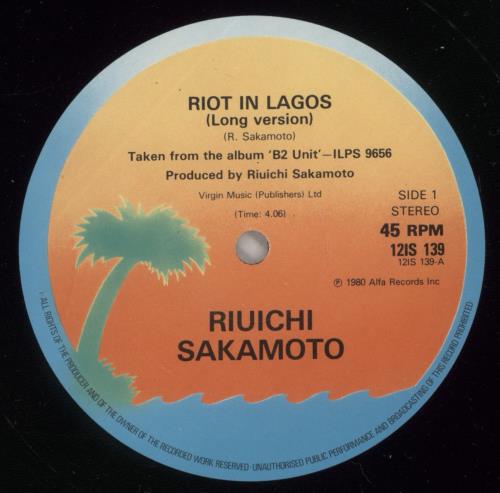 RIOT IN LAGOS
(Long version)
(R. Sakamoto)
Taken from the album 'B2 Unit'—ILPS 9656
Produced by Riuichi Sakamoto
Virgin Music (Publishers) Ltd
(Time: 4.06)
SIDE 1
STEREO
45 RPM
12IS 139
12IS 139-A
℗ 1980 Alfa Records Inc
RIUICHI
SAKAMOTO
· ALL RIGHTS OF THE PRODUCER AND OF THE OWNER OF THE RECORDED WORK RESERVED · UNAUTHORISED PUBLIC PERFORMANCE AND BROADCASTING OF THIS RECORD PROHIBITED